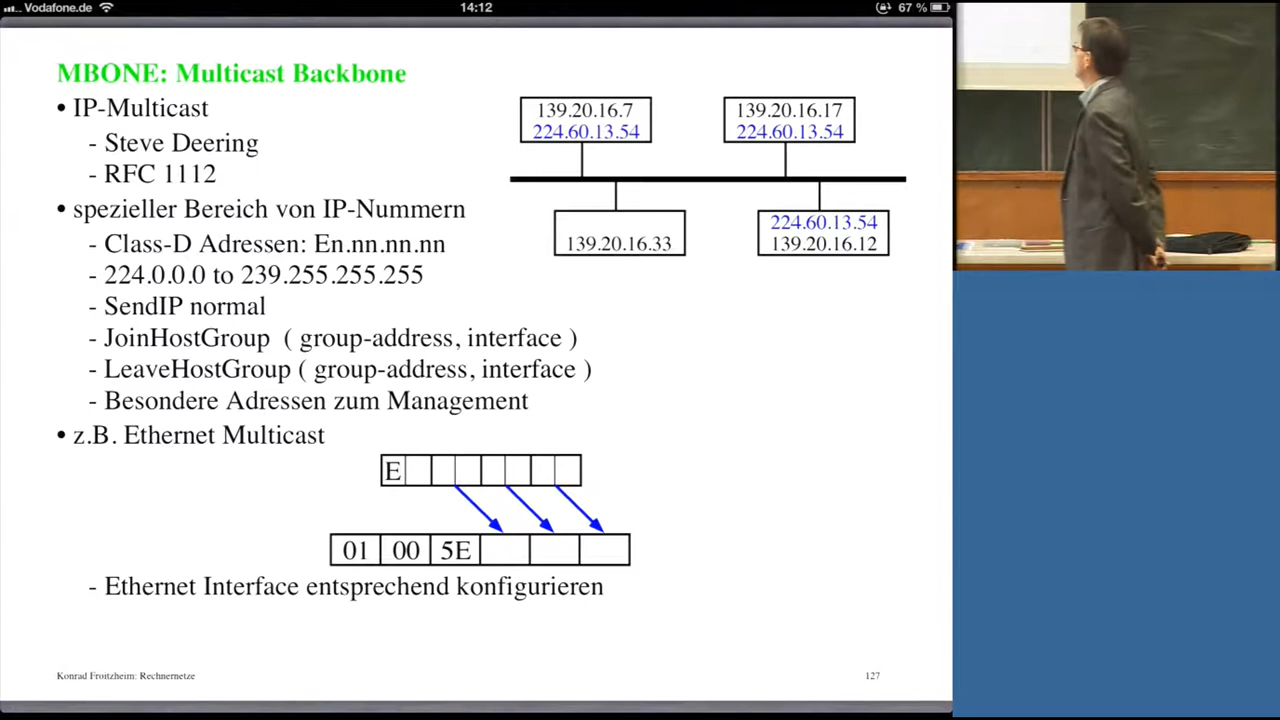 Vodafone.de 14:12 67 %
MBONE: Multicast Backbone
• IP-Multicast
- Steve Deering
- RFC 1112
• spezieller Bereich von IP-Nummern
- Class-D Adressen: En.nn.nn.nn
- 224.0.0.0 to 239.255.255.255
- SendIP normal
- JoinHostGroup ( group-address, interface )
- LeaveHostGroup ( group-address, interface )
- Besondere Adressen zum Management
139.20.16.7
224.60.13.54
139.20.16.17
224.60.13.54
139.20.16.33
224.60.13.54
139.20.16.12
• z.B. Ethernet Multicast
E
01 00 5E
- Ethernet Interface entsprechend konfigurieren
Konrad Froitzheim: Rechnernetze 127